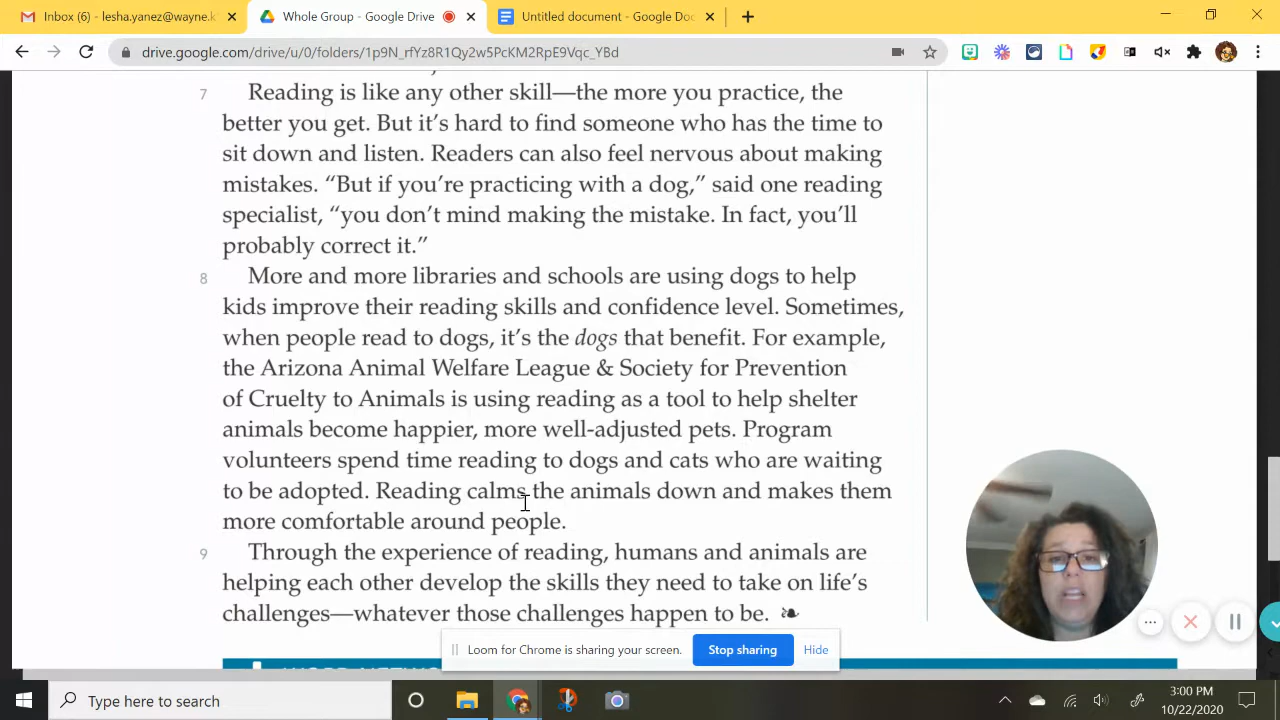 Inbox (6) - lesha.yanez@wayne.k
Whole Group - Google Drive
Untitled document - Google Doc
drive.google.com/drive/u/0/folders/1p9N_rfYz8R1Qy2w5PcKM2RpE9Vqc_YBd
7 Reading is like any other skill—the more you practice, the
better you get. But it's hard to find someone who has the time to
sit down and listen. Readers can also feel nervous about making
mistakes. “But if you're practicing with a dog,” said one reading
specialist, “you don't mind making the mistake. In fact, you'll
probably correct it.”
8 More and more libraries and schools are using dogs to help
kids improve their reading skills and confidence level. Sometimes,
when people read to dogs, it's the dogs that benefit. For example,
the Arizona Animal Welfare League & Society for Prevention
of Cruelty to Animals is using reading as a tool to help shelter
animals become happier, more well-adjusted pets. Program
volunteers spend time reading to dogs and cats who are waiting
to be adopted. Reading calms the animals down and makes them
more comfortable around people.
9 Through the experience of reading, humans and animals are
helping each other develop the skills they need to take on life's
challenges—whatever those challenges happen to be.
Loom for Chrome is sharing your screen.
Stop sharing
Hide
Type here to search
3:00 PM
10/22/2020